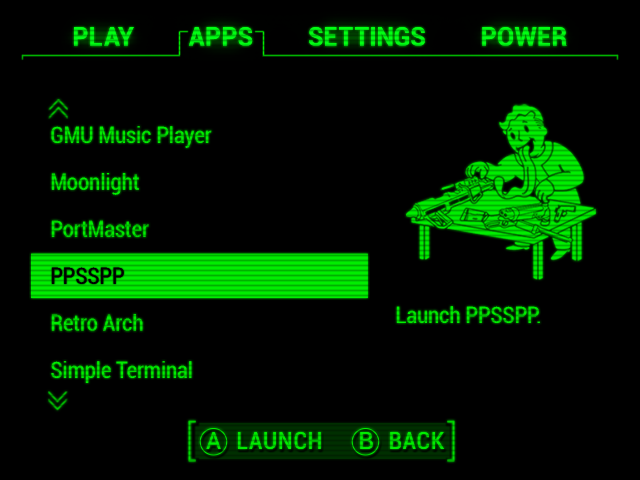 PLAY APPS SETTINGS POWER
GMU Music Player
Moonlight
PortMaster
PPSSPP
Retro Arch
Simple Terminal
Launch PPSSPP.
A LAUNCH B BACK